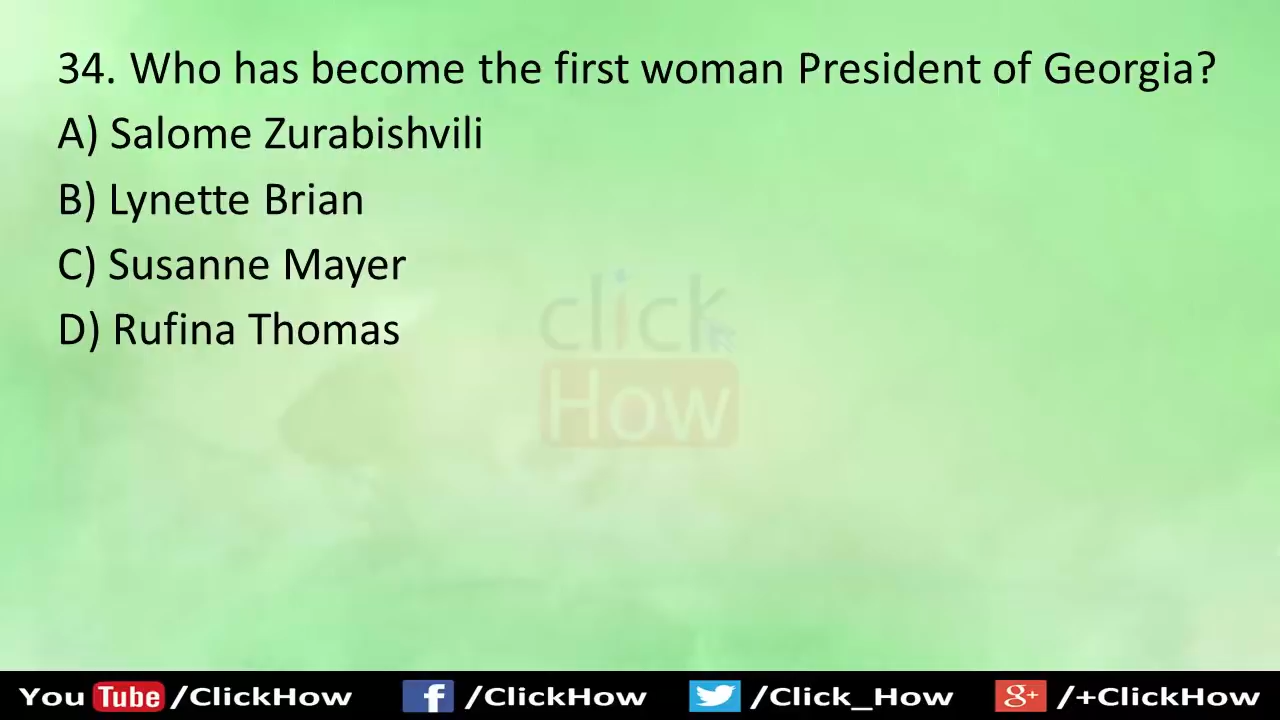 34. Who has become the first woman President of Georgia?
A) Salome Zurabishvili
B) Lynette Brian
C) Susanne Mayer
D) Rufina Thomas
click
How
You Tube /ClickHow f /ClickHow /Click_How g+ /+ClickHow